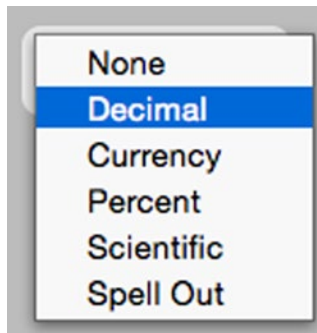 None
Decimal
Currency
Percent
Scientific
Spell Out